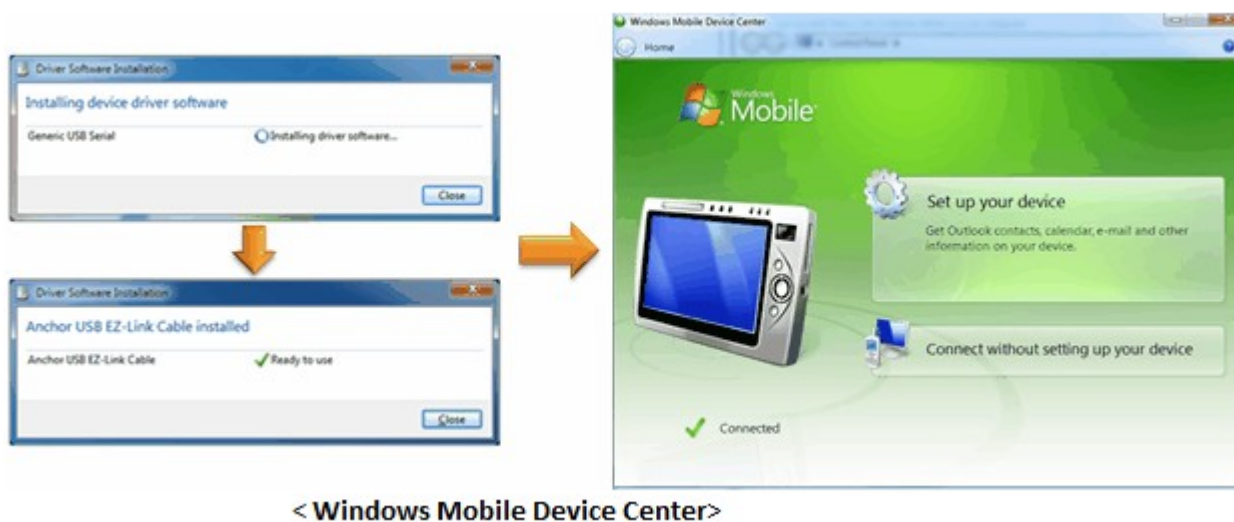 Driver Software Installation
Installing device driver software
Generic USB Serial
Installing driver software...
Close
Driver Software Installation
Anchor USB EZ-Link Cable installed
Anchor USB EZ-Link Cable
Ready to use
Close
Windows Mobile Device Center
Home
Windows
Mobile
Set up your device
Get Outlook contacts, calendar, e-mail and other
information on your device.
Connect without setting up your device
Connected
< Windows Mobile Device Center>